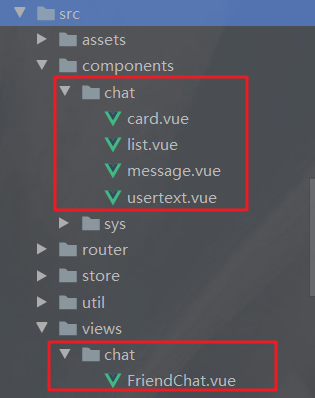 src
assets
components
chat
card.vue
list.vue
message.vue
usertext.vue
sys
router
store
util
views
chat
FriendChat.vue